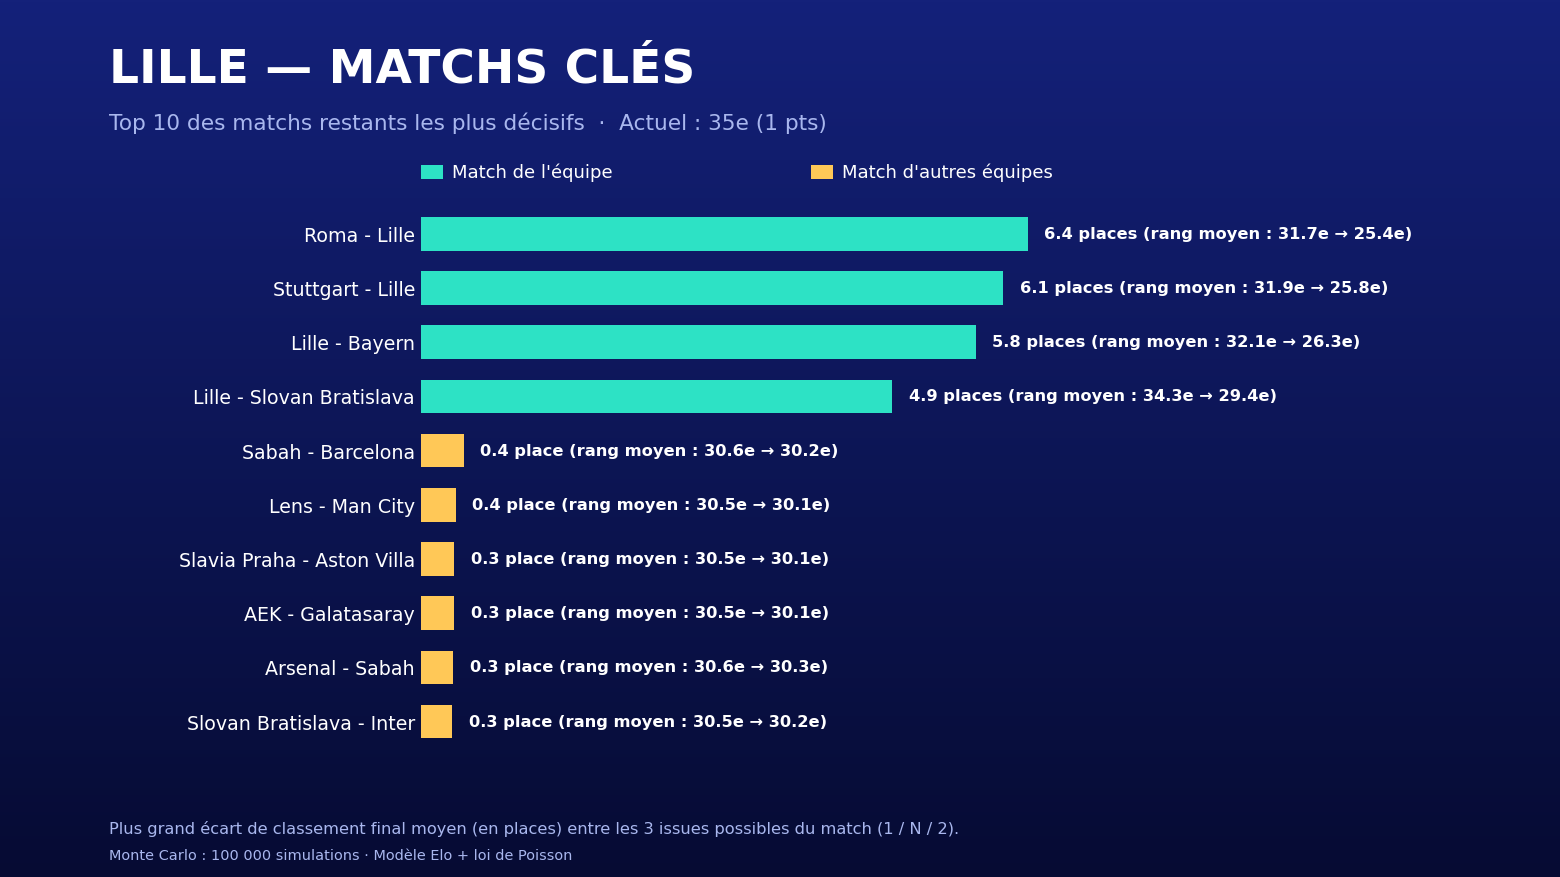 LILLE — MATCHS CLÉS
Top 10 des matchs restants les plus décisifs · Actuel : 35e (1 pts)
Match de l'équipe
Match d'autres équipes
Roma - Lille
6.4 places (rang moyen : 31.7e → 25.4e)
Stuttgart - Lille
6.1 places (rang moyen : 31.9e → 25.8e)
Lille - Bayern
5.8 places (rang moyen : 32.1e → 26.3e)
Lille - Slovan Bratislava
4.9 places (rang moyen : 34.3e → 29.4e)
Sabah - Barcelona
0.4 place (rang moyen : 30.6e → 30.2e)
Lens - Man City
0.4 place (rang moyen : 30.5e → 30.1e)
Slavia Praha - Aston Villa
0.3 place (rang moyen : 30.5e → 30.1e)
AEK - Galatasaray
0.3 place (rang moyen : 30.5e → 30.1e)
Arsenal - Sabah
0.3 place (rang moyen : 30.6e → 30.3e)
Slovan Bratislava - Inter
0.3 place (rang moyen : 30.5e → 30.2e)
Plus grand écart de classement final moyen (en places) entre les 3 issues possibles du match (1 / N / 2).
Monte Carlo : 100 000 simulations · Modèle Elo + loi de Poisson